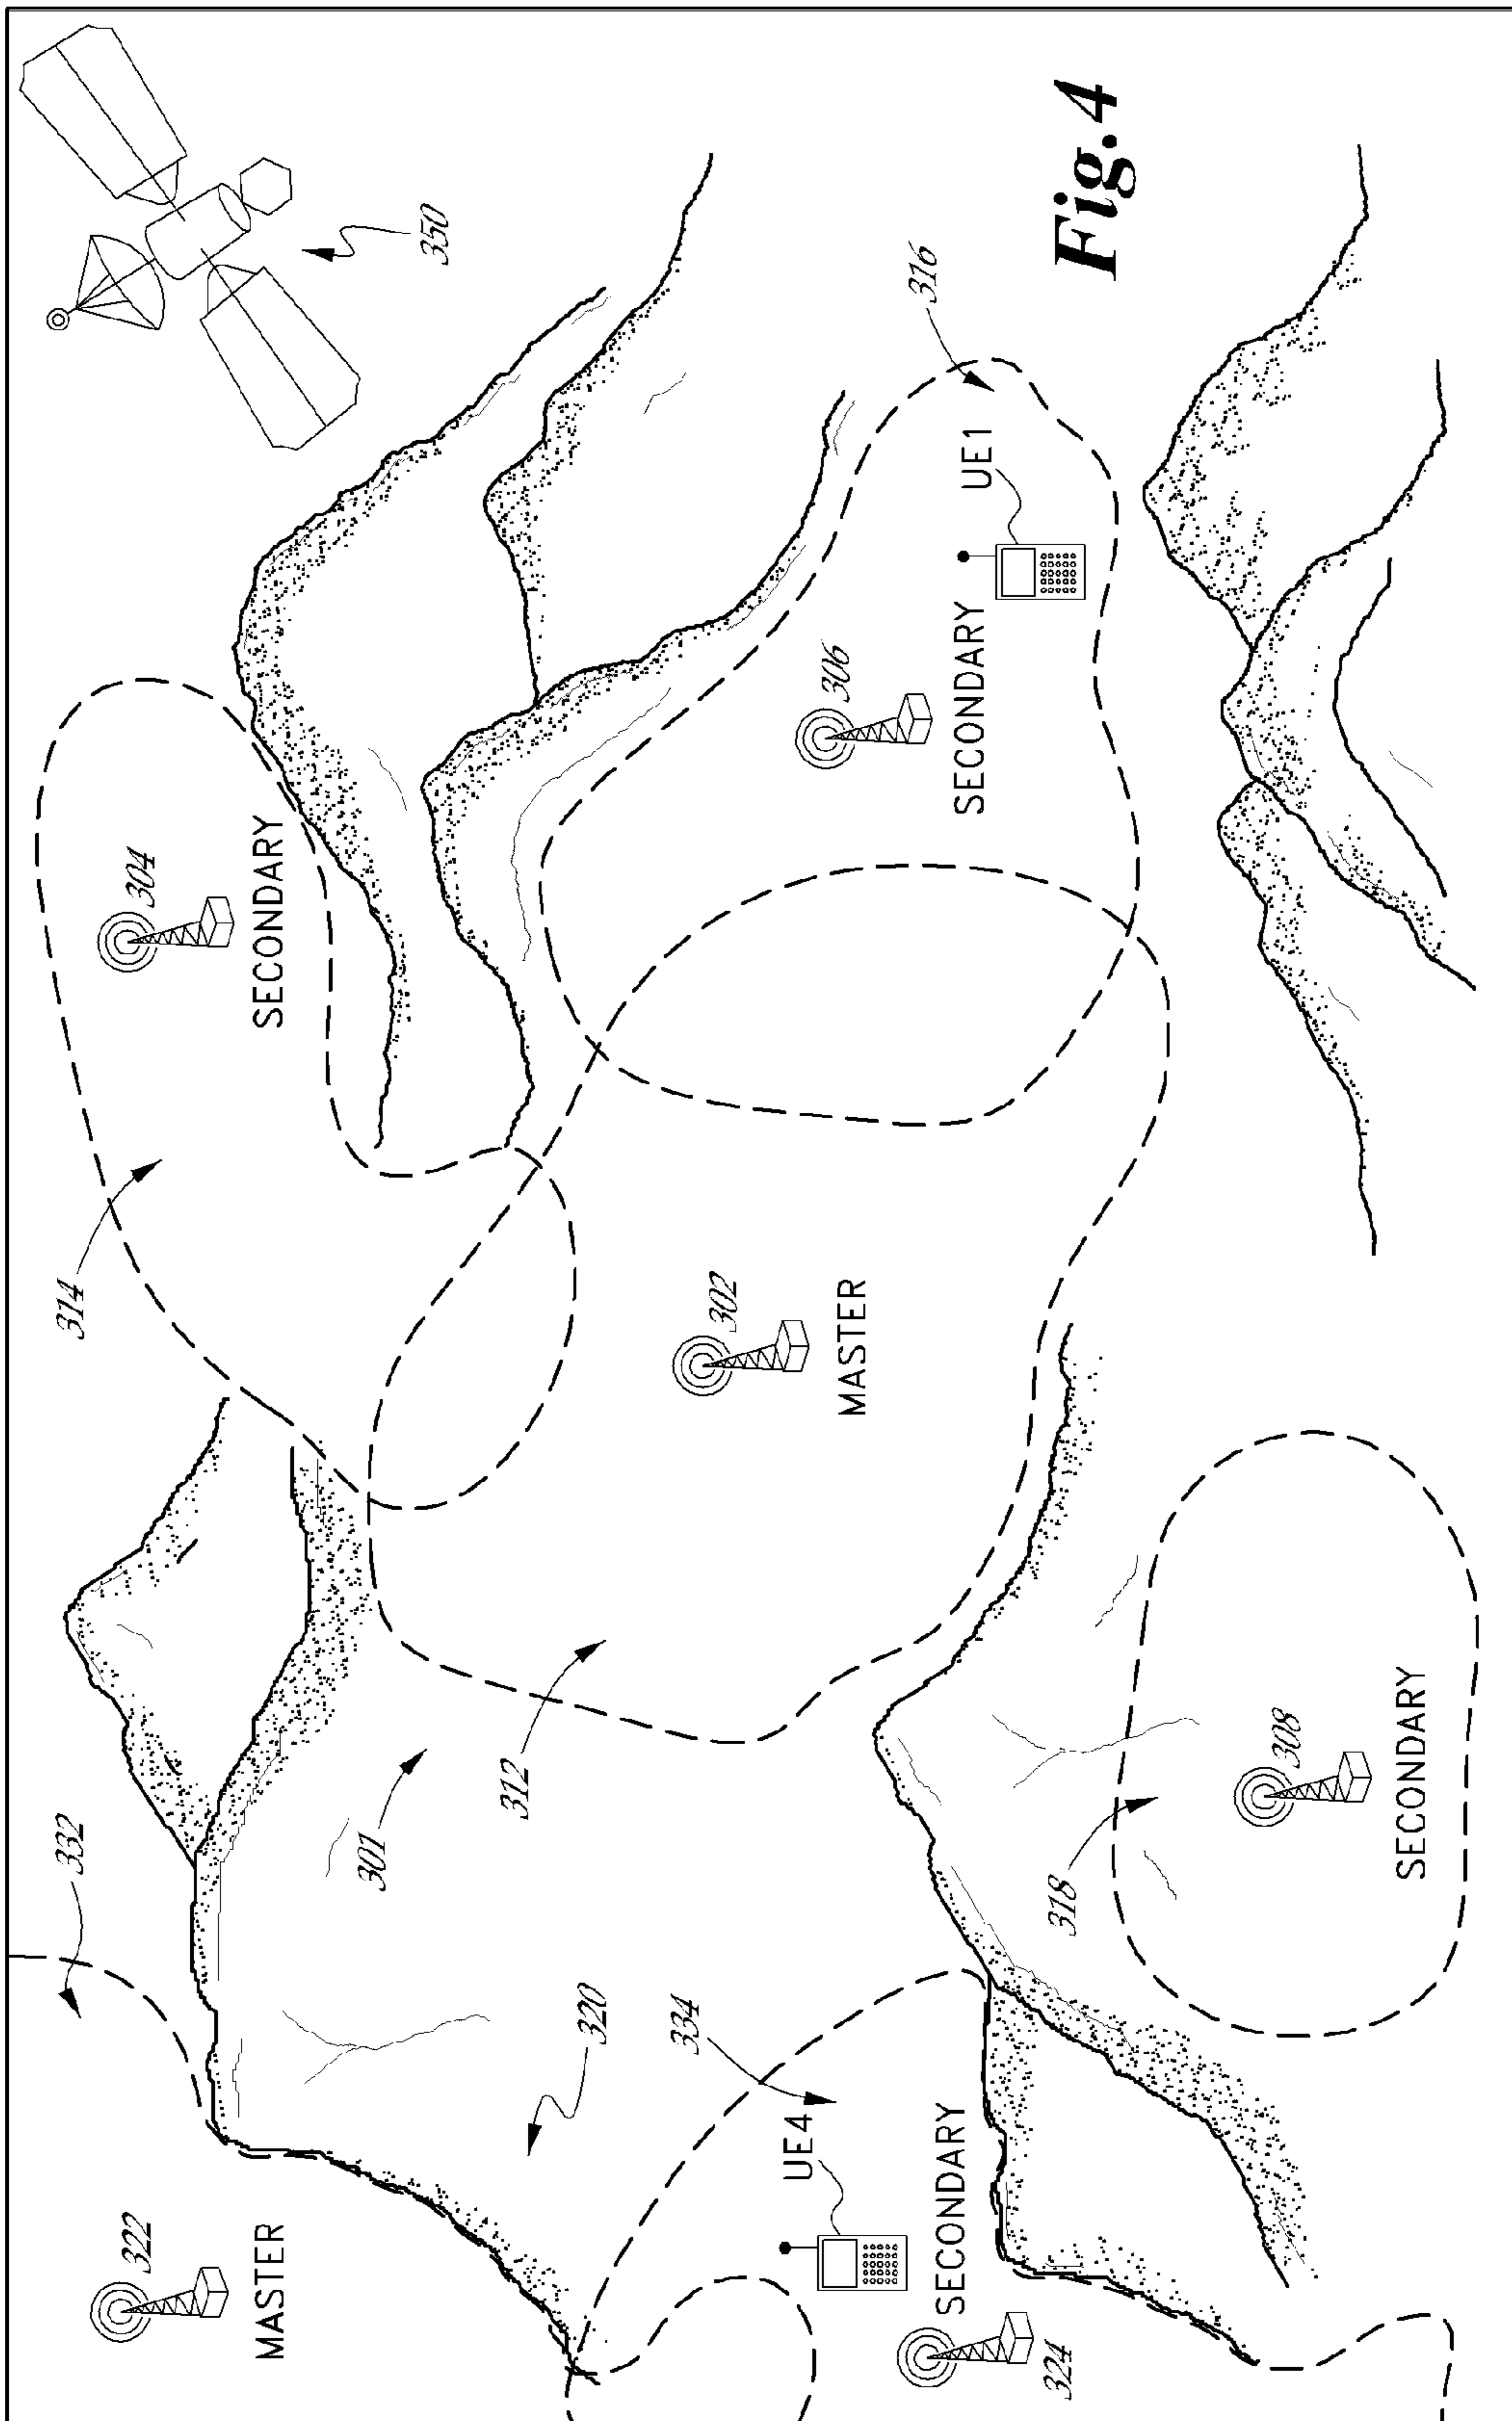 350
Fig.4
316
UE1
304
SECONDARY
306
SECONDARY
314
302
MASTER
332
301
312
308
SECONDARY
318
320
334
322
MASTER
UE4
SECONDARY
324